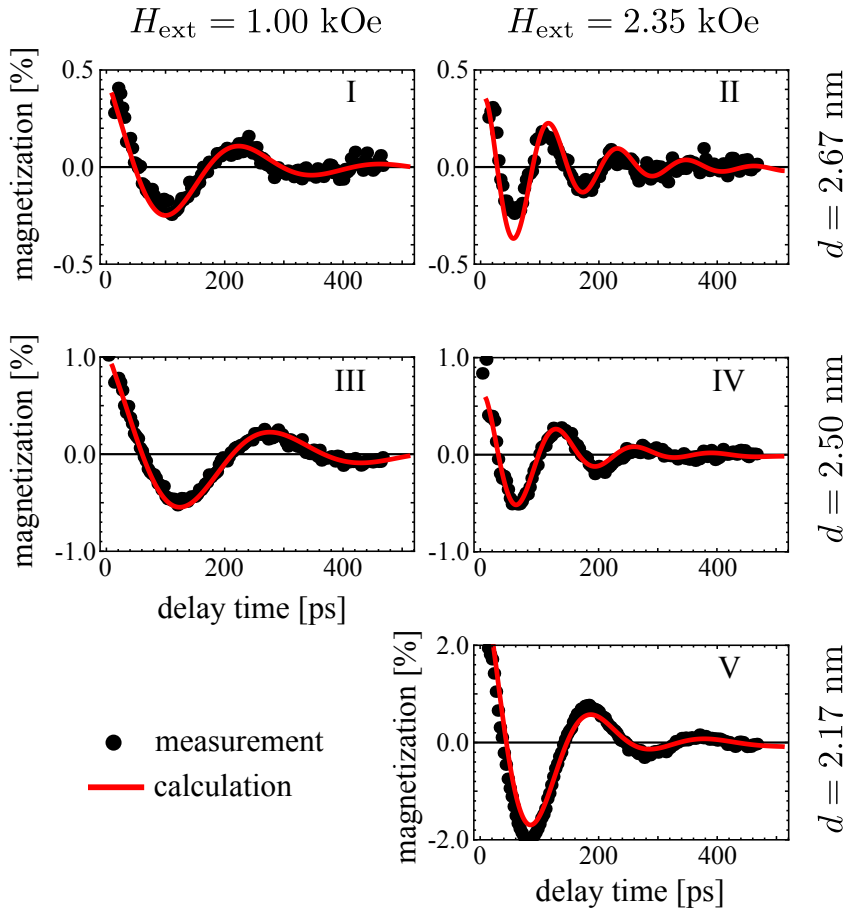 H_ext = 1.00 kOe
H_ext = 2.35 kOe
magnetization [%]
0.5
0.0
-0.5
0
200
400
I
0.5
0.0
-0.5
0
200
400
II
d = 2.67 nm
magnetization [%]
1.0
0.0
-1.0
0
200
400
III
delay time [ps]
1.0
0.0
-1.0
0
200
400
IV
d = 2.50 nm
measurement
calculation
magnetization [%]
2.0
0.0
-2.0
0
200
400
V
delay time [ps]
d = 2.17 nm